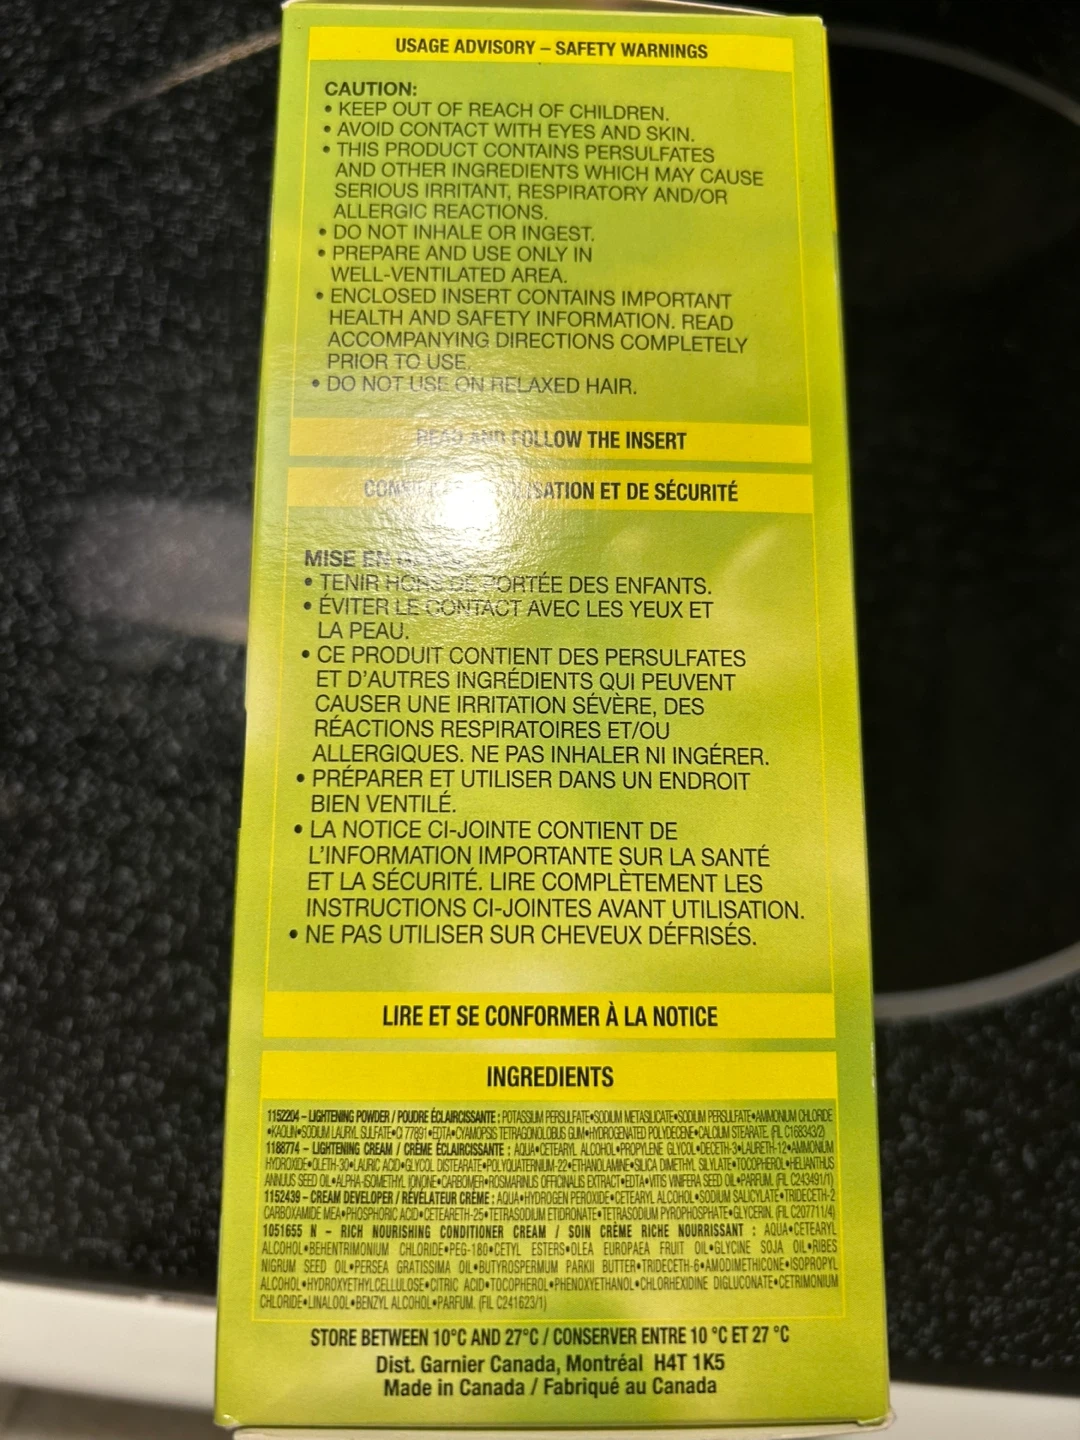 USAGE ADVISORY – SAFETY WARNINGS
CAUTION:
• KEEP OUT OF REACH OF CHILDREN.
• AVOID CONTACT WITH EYES AND SKIN.
• THIS PRODUCT CONTAINS PERSULFATES
AND OTHER INGREDIENTS WHICH MAY CAUSE
SERIOUS IRRITANT, RESPIRATORY AND/OR
ALLERGIC REACTIONS.
• DO NOT INHALE OR INGEST.
• PREPARE AND USE ONLY IN
WELL-VENTILATED AREA.
• ENCLOSED INSERT CONTAINS IMPORTANT
HEALTH AND SAFETY INFORMATION. READ
ACCOMPANYING DIRECTIONS COMPLETELY
PRIOR TO USE.
• DO NOT USE ON RELAXED HAIR.
READ AND FOLLOW THE INSERT
ET DE SÉCURITÉ
MISE EN
• TENIR HORS DE PORTÉE DES ENFANTS.
• ÉVITER LE CONTACT AVEC LES YEUX ET
LA PEAU.
• CE PRODUIT CONTIENT DES PERSULFATES
ET D'AUTRES INGRÉDIENTS QUI PEUVENT
CAUSER UNE IRRITATION SÉVÈRE, DES
RÉACTIONS RESPIRATOIRES ET/OU
ALLERGIQUES. NE PAS INHALER NI INGÉRER.
• PRÉPARER ET UTILISER DANS UN ENDROIT
BIEN VENTILÉ.
• LA NOTICE CI-JOINTE CONTIENT DE
L'INFORMATION IMPORTANTE SUR LA SANTÉ
ET LA SÉCURITÉ. LIRE COMPLÈTEMENT LES
INSTRUCTIONS CI-JOINTES AVANT UTILISATION.
• NE PAS UTILISER SUR CHEVEUX DÉFRISÉS.
LIRE ET SE CONFORMER À LA NOTICE
INGREDIENTS
1152204 – LIGHTENING POWDER / POUDRE ÉCLAIRCISSANTE : POTASSIUM PERSULFATE•SODIUM METASILICATE•SODIUM PERSULFATE•AMMONIUM CHLORIDE
•KAOLIN•SODIUM LAURYL SULFATE•CI 77891•EDTA•CYAMOPSIS TETRAGONOLOBUS GUM•HYDROGENATED POLYDECENE•CALCIUM STEARATE. (FIL C168343/2)
1188774 – LIGHTENING CREAM / CRÈME ÉCLAIRCISSANTE : AQUA•CETEARYL ALCOHOL•PROPYLENE GLYCOL•DECETH-3•LAURETH-12•AMMONIUM
HYDROXIDE•OLETH-30•LAURIC ACID•GLYCOL DISTEARATE•POLYQUATERNIUM-22•ETHANOLAMINE•SILICA DIMETHYL SILYLATE•TOCOPHEROL•HELIANTHUS
ANNUUS SEED OIL•ALPHA-ISOMETHYL IONONE•CARBOMER•ROSMARINUS OFFICINALIS EXTRACT•EDTA•VITIS VINIFERA SEED OIL•PARFUM. (FIL C243491/1)
1152439 – CREAM DEVELOPER / RÉVÉLATEUR CRÈME : AQUA•HYDROGEN PEROXIDE•CETEARYL ALCOHOL•SODIUM SALICYLATE•TRIDECETH-2
CARBOXAMIDE MEA•PHOSPHORIC ACID•CETEARETH-25•TETRASODIUM ETIDRONATE•TETRASODIUM PYROPHOSPHATE•GLYCERIN. (FIL C207711/4)
1051655 N – RICH NOURISHING CONDITIONER CREAM / SOIN CRÈME RICHE NOURRISSANT : AQUA•CETEARYL
ALCOHOL•BEHENTRIMONIUM CHLORIDE•PEG-180•CETYL ESTERS•OLEA EUROPAEA FRUIT OIL•GLYCINE SOJA OIL•RIBES
NIGRUM SEED OIL•PERSEA GRATISSIMA OIL•BUTYROSPERMUM PARKII BUTTER•TRIDECETH-6•AMODIMETHICONE•ISOPROPYL
ALCOHOL•HYDROXYETHYLCELLULOSE•CITRIC ACID•TOCOPHEROL•PHENOXYETHANOL•CHLORHEXIDINE DIGLUCONATE•CETRIMONIUM
CHLORIDE•LINALOOL•BENZYL ALCOHOL•PARFUM. (FIL C241623/1)
STORE BETWEEN 10°C AND 27°C / CONSERVER ENTRE 10 °C ET 27 °C
Dist. Garnier Canada, Montréal H4T 1K5
Made in Canada / Fabriqué au Canada